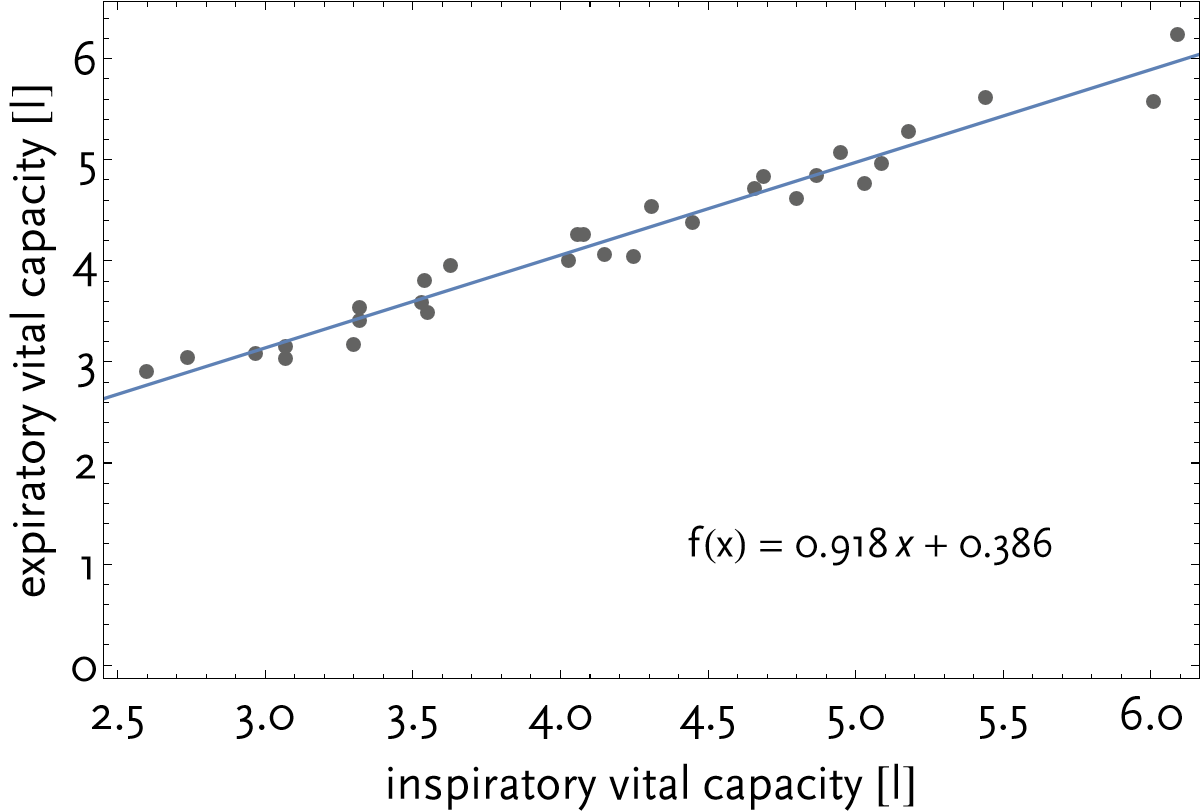 6
5
4
3
2
1
0
expiratory vital capacity [l]
f(x) = 0.918 x + 0.386
2.5 3.0 3.5 4.0 4.5 5.0 5.5 6.0
inspiratory vital capacity [l]